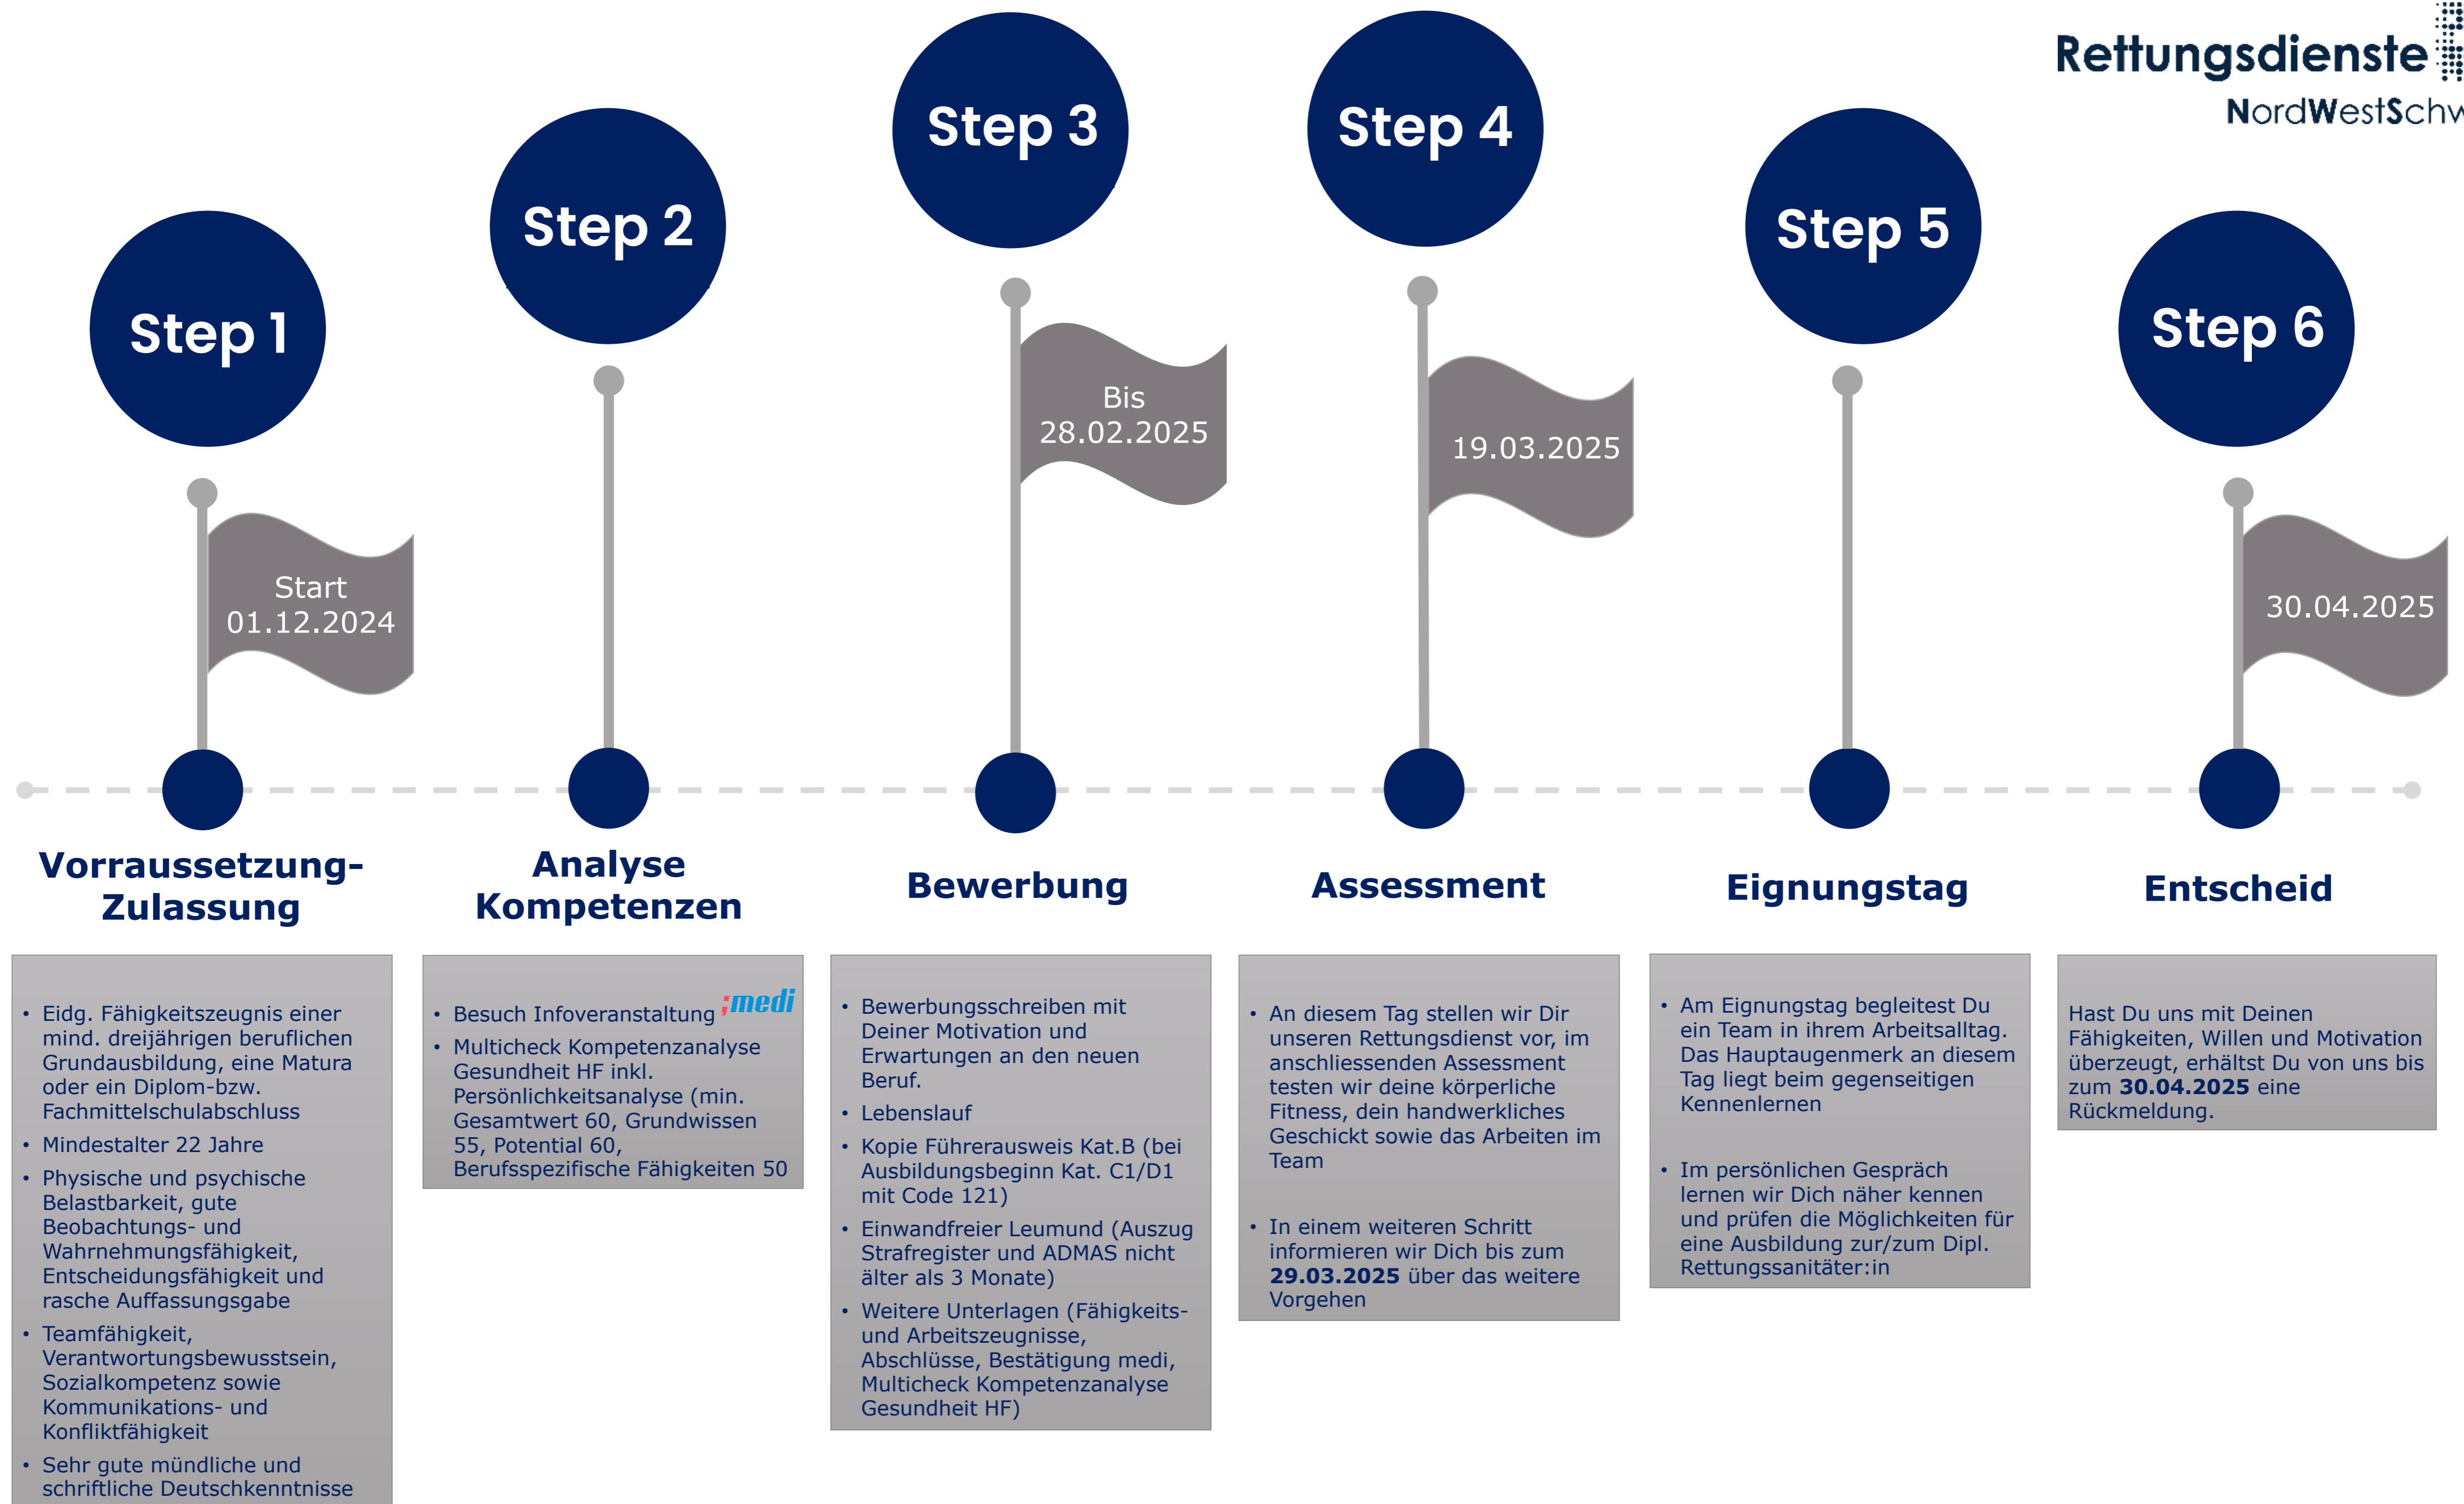 Rettungsdienste
NordWestSchw
Step 1
Step 2
Step 3
Step 4
Step 5
Step 6
Start
01.12.2024
Bis
28.02.2025
19.03.2025
30.04.2025
Vorraussetzung-
Zulassung
• Eidg. Fähigkeitszeugnis einer
mind. dreijährigen beruflichen
Grundausbildung, eine Matura
oder ein Diplom-bzw.
Fachmittelschulabschluss
• Mindestalter 22 Jahre
• Physische und psychische
Belastbarkeit, gute
Beobachtungs- und
Wahrnehmungsfähigkeit,
Entscheidungsfähigkeit und
rasche Auffassungsgabe
• Teamfähigkeit,
Verantwortungsbewusstsein,
Sozialkompetenz sowie
Kommunikations- und
Konfliktfähigkeit
• Sehr gute mündliche und
schriftliche Deutschkenntnisse
Analyse
Kompetenzen
• Besuch Infoveranstaltung ;medi
• Multicheck Kompetenzanalyse
Gesundheit HF inkl.
Persönlichkeitsanalyse (min.
Gesamtwert 60, Grundwissen
55, Potential 60,
Berufsspezifische Fähigkeiten 50
Bewerbung
• Bewerbungsschreiben mit
Deiner Motivation und
Erwartungen an den neuen
Beruf.
• Lebenslauf
• Kopie Führerausweis Kat.B (bei
Ausbildungsbeginn Kat. C1/D1
mit Code 121)
• Einwandfreier Leumund (Auszug
Strafregister und ADMAS nicht
älter als 3 Monate)
• Weitere Unterlagen (Fähigkeits-
und Arbeitszeugnisse,
Abschlüsse, Bestätigung medi,
Multicheck Kompetenzanalyse
Gesundheit HF)
Assessment
• An diesem Tag stellen wir Dir
unseren Rettungsdienst vor, im
anschliessenden Assessment
testen wir deine körperliche
Fitness, dein handwerkliches
Geschickt sowie das Arbeiten im
Team
• In einem weiteren Schritt
informieren wir Dich bis zum
29.03.2025 über das weitere
Vorgehen
Eignungstag
• Am Eignungstag begleitest Du
ein Team in ihrem Arbeitsalltag.
Das Hauptaugenmerk an diesem
Tag liegt beim gegenseitigen
Kennenlernen
• Im persönlichen Gespräch
lernen wir Dich näher kennen
und prüfen die Möglichkeiten für
eine Ausbildung zur/zum Dipl.
Rettungssanitäter:in
Entscheid
Hast Du uns mit Deinen
Fähigkeiten, Willen und Motivation
überzeugt, erhältst Du von uns bis
zum 30.04.2025 eine
Rückmeldung.